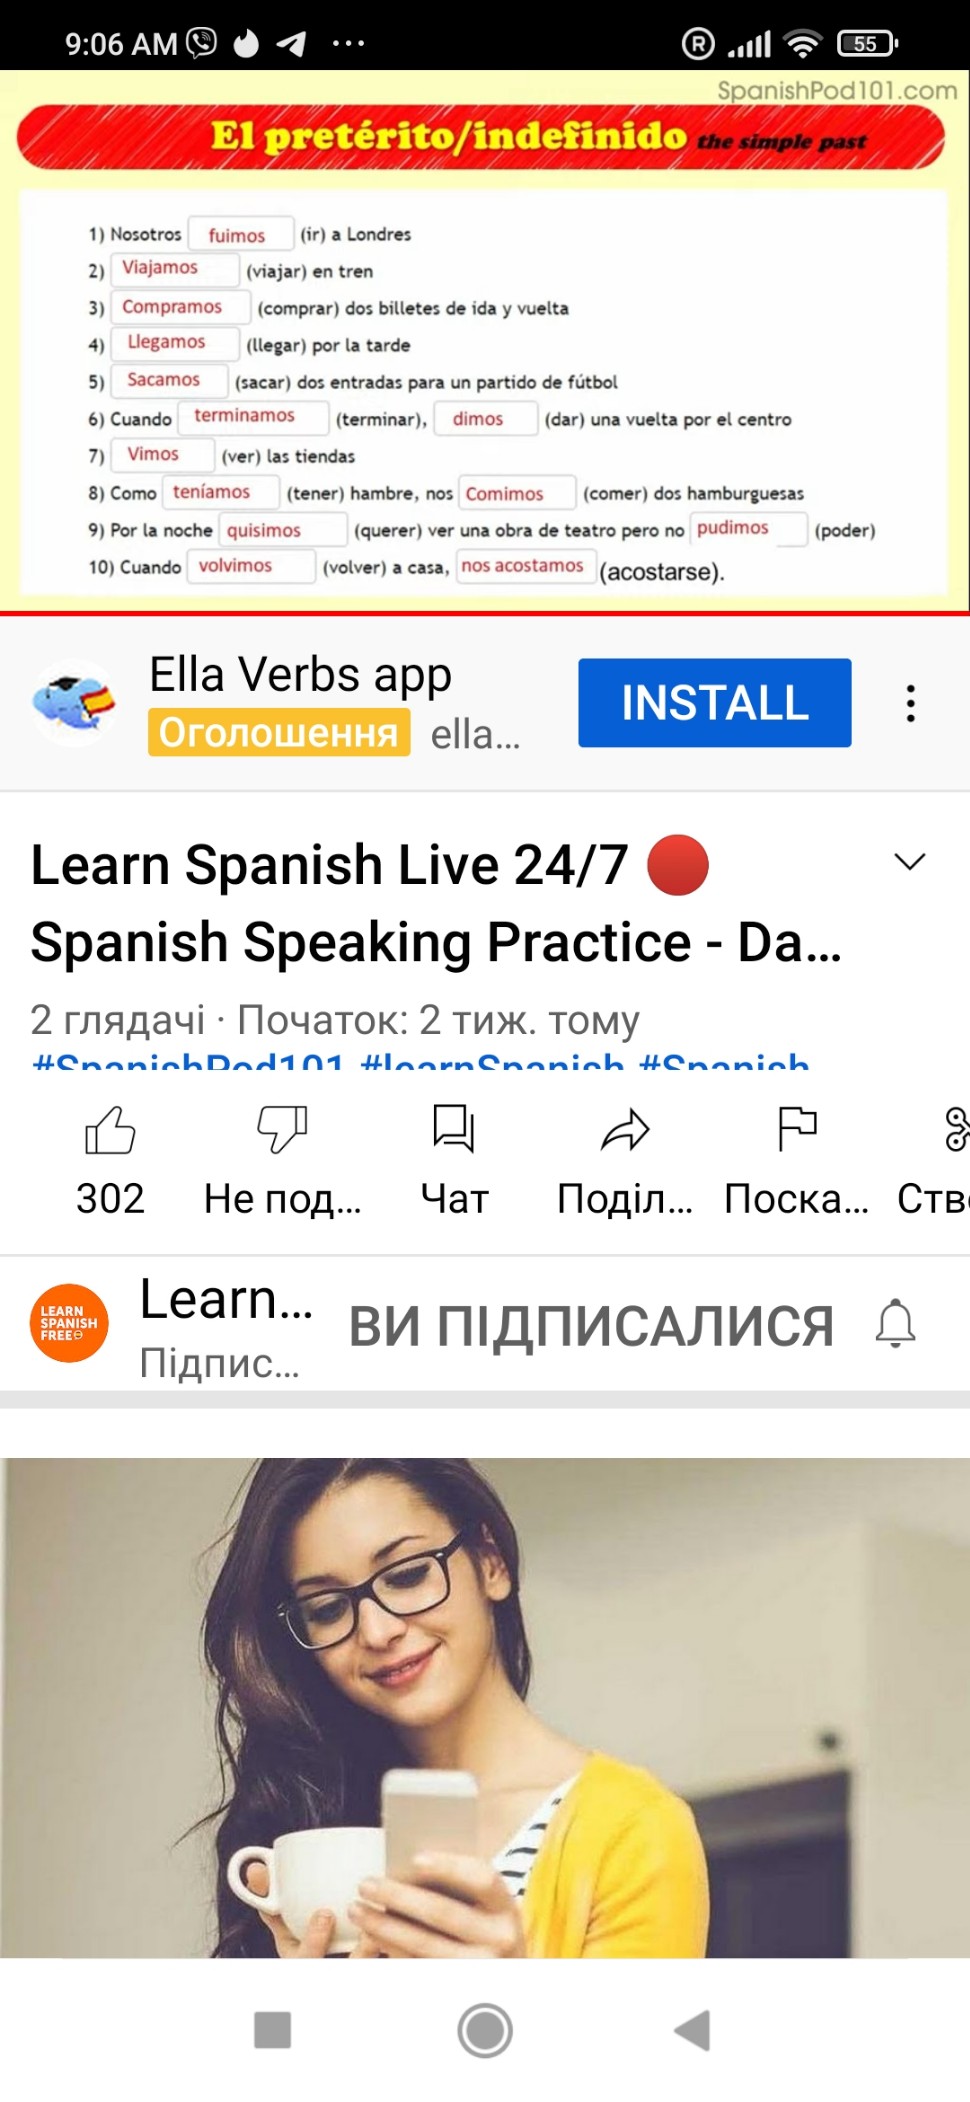 9:06 AM ... R 55
SpanishPod101.com
El pretérito/indefinido the simple past
1) Nosotros fuimos (ir) a Londres
2) Viajamos (viajar) en tren
3) Compramos (comprar) dos billetes de ida y vuelta
4) Llegamos (llegar) por la tarde
5) Sacamos (sacar) dos entradas para un partido de fútbol
6) Cuando terminamos (terminar), dimos (dar) una vuelta por el centro
7) Vimos (ver) las tiendas
8) Como teníamos (tener) hambre, nos Comimos (comer) dos hamburguesas
9) Por la noche quisimos (querer) ver una obra de teatro pero no pudimos (poder)
10) Cuando volvimos (volver) a casa, nos acostamos (acostarse).
Ella Verbs app
Оголошення ella...
INSTALL
Learn Spanish Live 24/7 🔴
Spanish Speaking Practice - Da...
2 глядачі · Початок: 2 тиж. тому
#SpanishPod101 #learnSpanish #Spanish
302 Не под... Чат Поділ... Поска... Ство
LEARN
SPANISH
FREE
Learn...
Підпис...
ВИ ПІДПИСАЛИСЯ